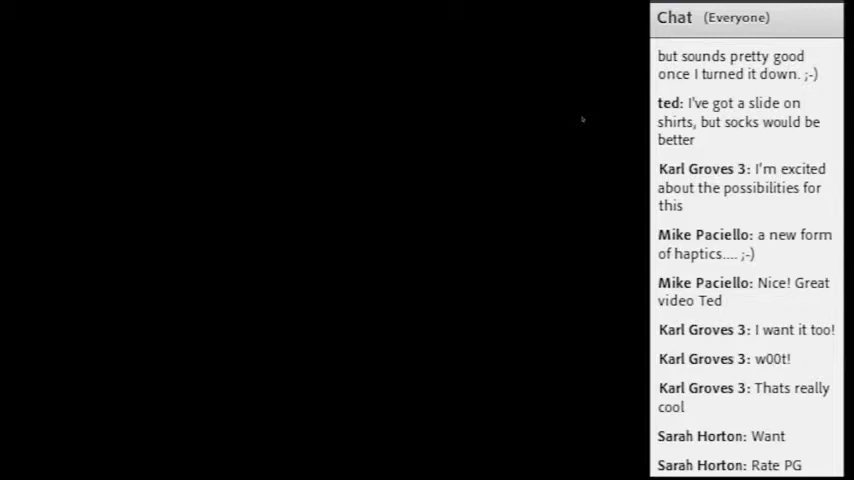 Chat (Everyone)
but sounds pretty good
once I turned it down. ;-)
ted: I've got a slide on
shirts, but socks would be
better
Karl Groves 3: I'm excited
about the possibilities for
this
Mike Paciello: a new form
of haptics.... ;-)
Mike Paciello: Nice! Great
video Ted
Karl Groves 3: I want it too!
Karl Groves 3: w00t!
Karl Groves 3: Thats really
cool
Sarah Horton: Want
Sarah Horton: Rate PG